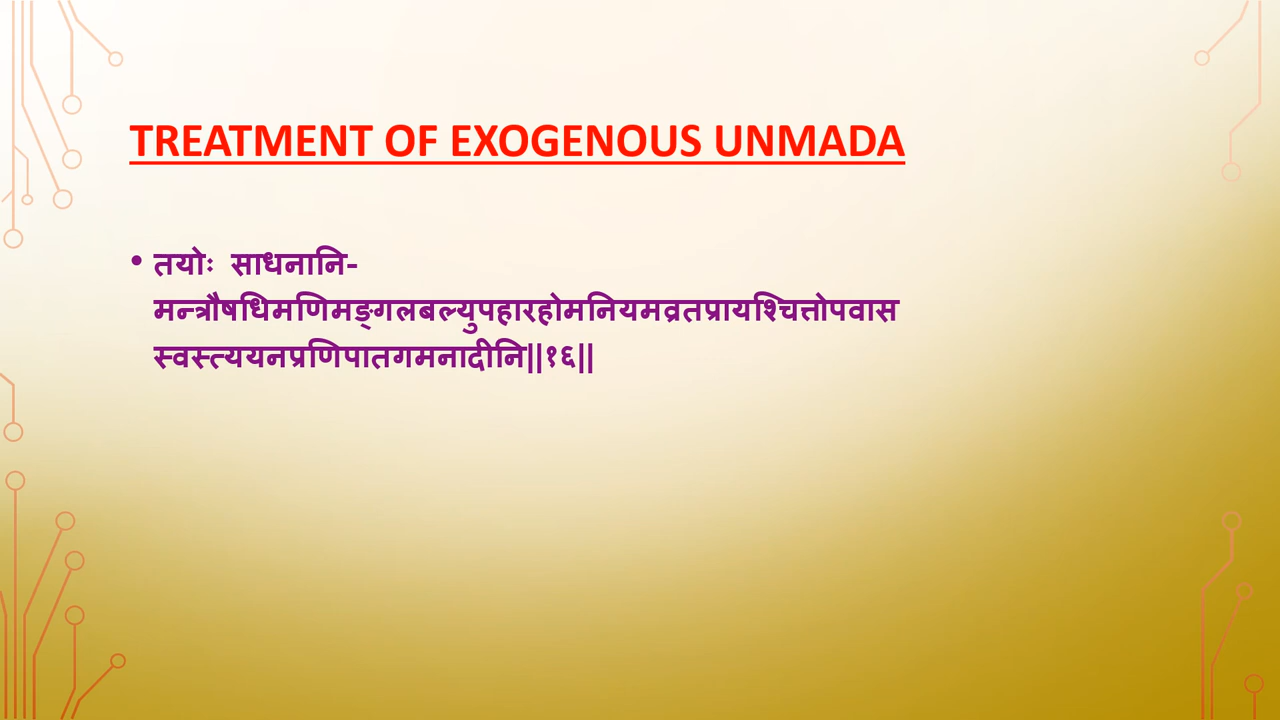 TREATMENT OF EXOGENOUS UNMADA
• तयोः साधनानि-
मन्त्रौषधिमणिमङ्गलबल्युपहारहोमनियमव्रतप्रायश्चित्तोपवास
स्वस्त्ययनप्रणिपातगमनादीनि||१६||